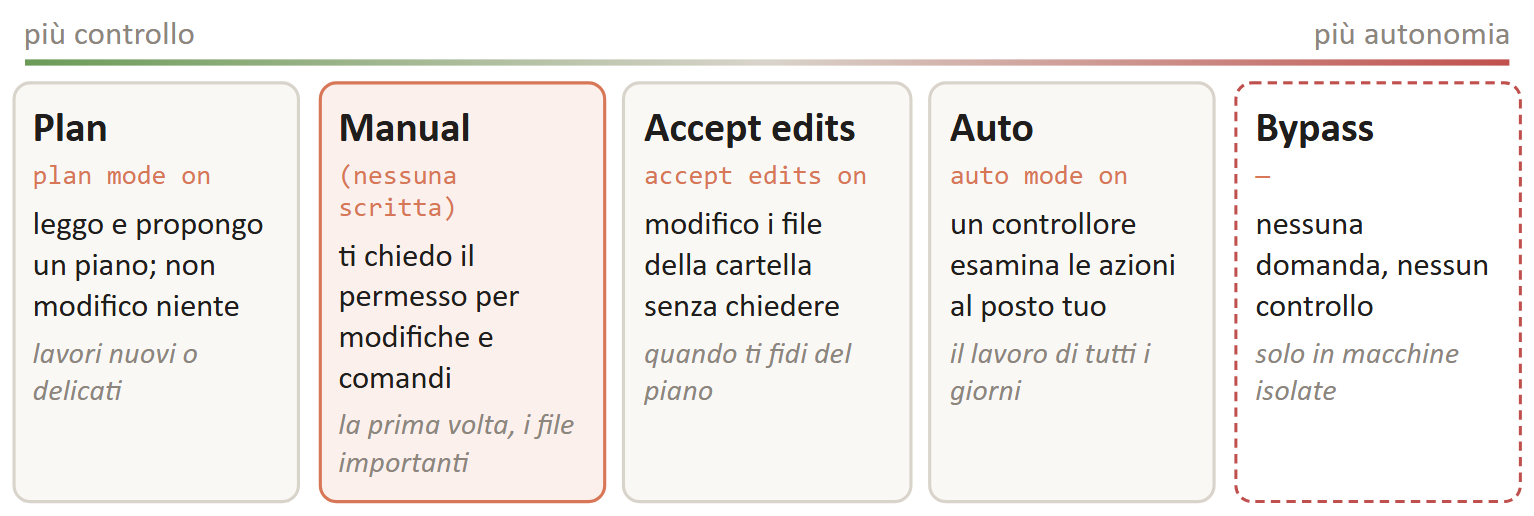 più controllo
più autonomia
Plan
plan mode on
leggo e propongo
un piano; non
modifico niente
lavori nuovi o
delicati
Manual
(nessuna
scritta)
ti chiedo il
permesso per
modifiche e
comandi
la prima volta, i file
importanti
Accept edits
accept edits on
modifico i file
della cartella
senza chiedere
quando ti fidi del
piano
Auto
auto mode on
un controllore
esamina le azioni
al posto tuo
il lavoro di tutti i
giorni
Bypass
—
nessuna
domanda, nessun
controllo
solo in macchine
isolate